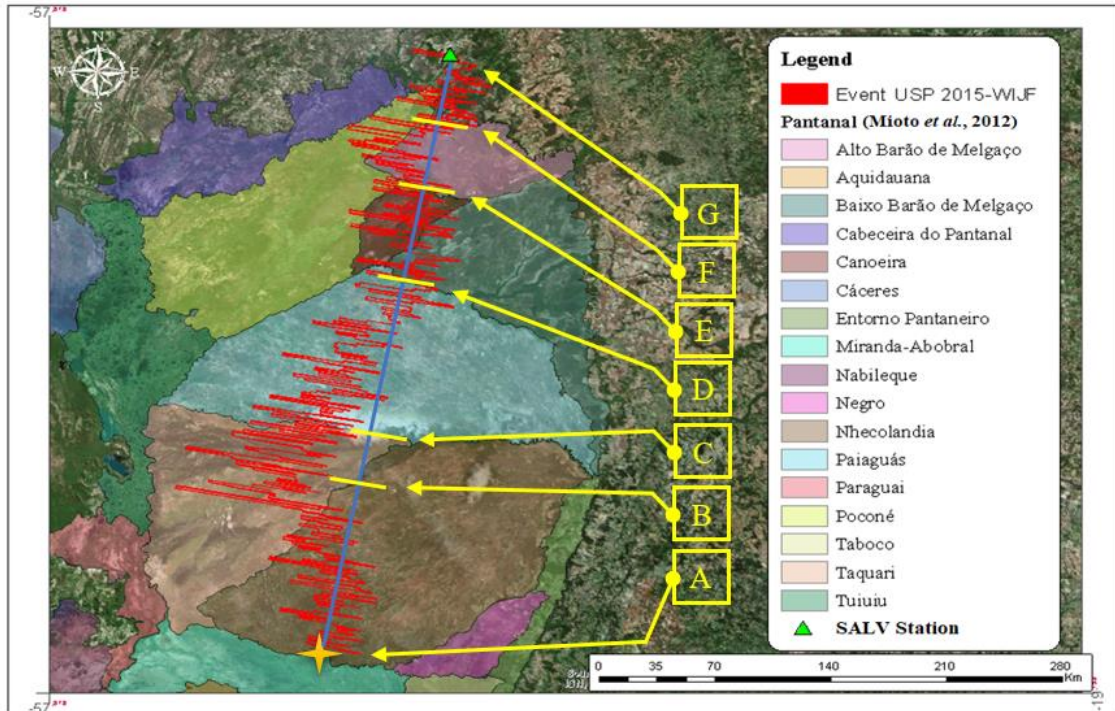 -57
N
W E
S
Legend
Event USP 2015-WIJF
Pantanal (Mioto et al., 2012)
Alto Barão de Melgaço
Aquidauana
Baixo Barão de Melgaço
Cabeceira do Pantanal
Canoeira
Cáceres
Entorno Pantaneiro
Miranda-Abobral
Nabileque
Negro
Nhecolandia
Paiaguás
Paraguai
Poconé
Taboco
Taquari
Tuiuiu
SALV Station
G
F
E
D
C
B
A
0 35 70 140 210 280
Km
-57
-19